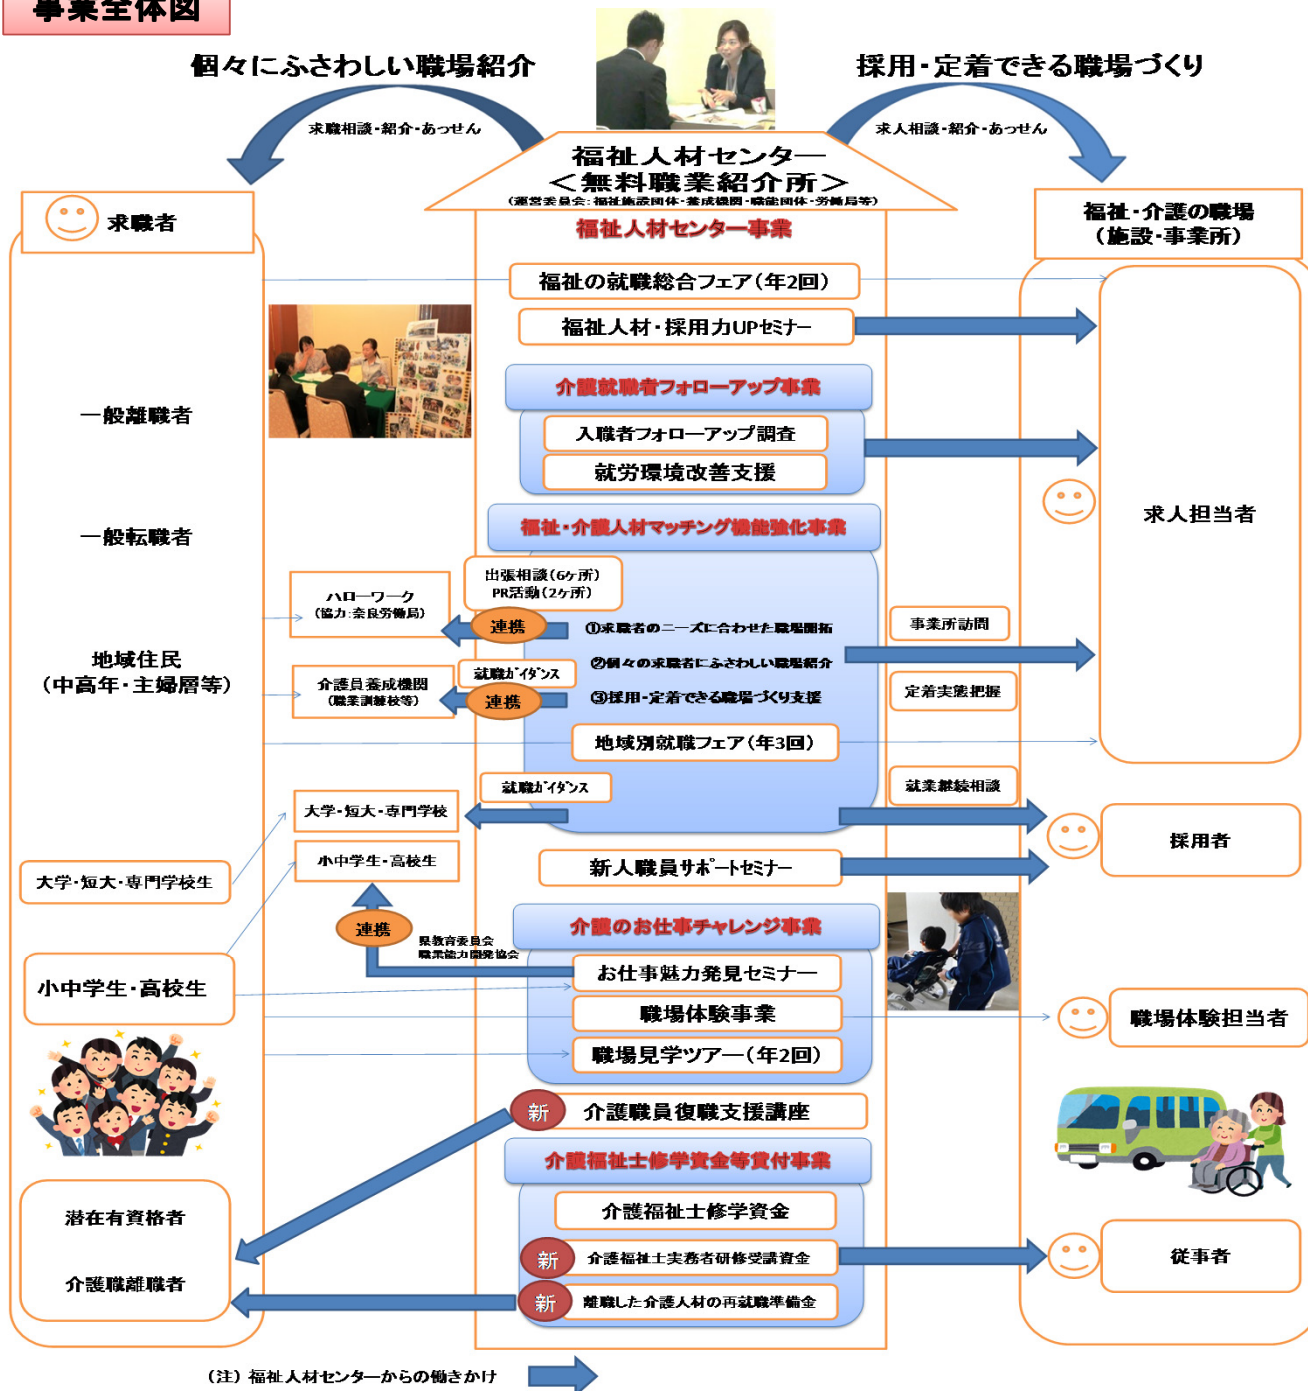 事業全体図
個々にふさわしい職場紹介
採用・定着できる職場づくり
求職相談・紹介・あっせん
求人相談・紹介・あっせん
福祉人材センター
＜無料職業紹介所＞
(運営委員会:福祉施設団体・養成機関・職能団体・労働局等)
求職者
福祉・介護の職場
(施設・事業所)
福祉人材センター事業
福祉の就職総合フェア(年2回)
福祉人材・採用力UPセミナー
介護就職者フォローアップ事業
入職者フォローアップ調査
就労環境改善支援
一般離職者
求人担当者
福祉・介護人材マッチング機能強化事業
一般転職者
出張相談(6ヶ所)
PR活動(2ヶ所)
ハローワーク
(協力:奈良労働局)
連携
①求職者のニーズに合わせた職場開拓
事業所訪問
地域住民
(中高年・主婦層等)
②個々の求職者にふさわしい職場紹介
就職ガイダンス
介護員養成機関
(職業訓練校等)
連携
③採用・定着できる職場づくり支援
定着実態把握
地域別就職フェア(年3回)
就職ガイダンス
就業継続相談
大学・短大・専門学校
採用者
小中学生・高校生
新人職員サポートセミナー
大学・短大・専門学校生
介護のお仕事チャレンジ事業
連携
県教育委員会
職業能力開発協会
お仕事魅力発見セミナー
小中学生・高校生
職場体験事業
職場体験担当者
職場見学ツアー(年2回)
新
介護職員復職支援講座
介護福祉士修学資金等貸付事業
潜在有資格者
介護福祉士修学資金
新
介護福祉士実務者研修受講資金
従事者
介護職離職者
新
離職した介護人材の再就職準備金
(注) 福祉人材センターからの働きかけ